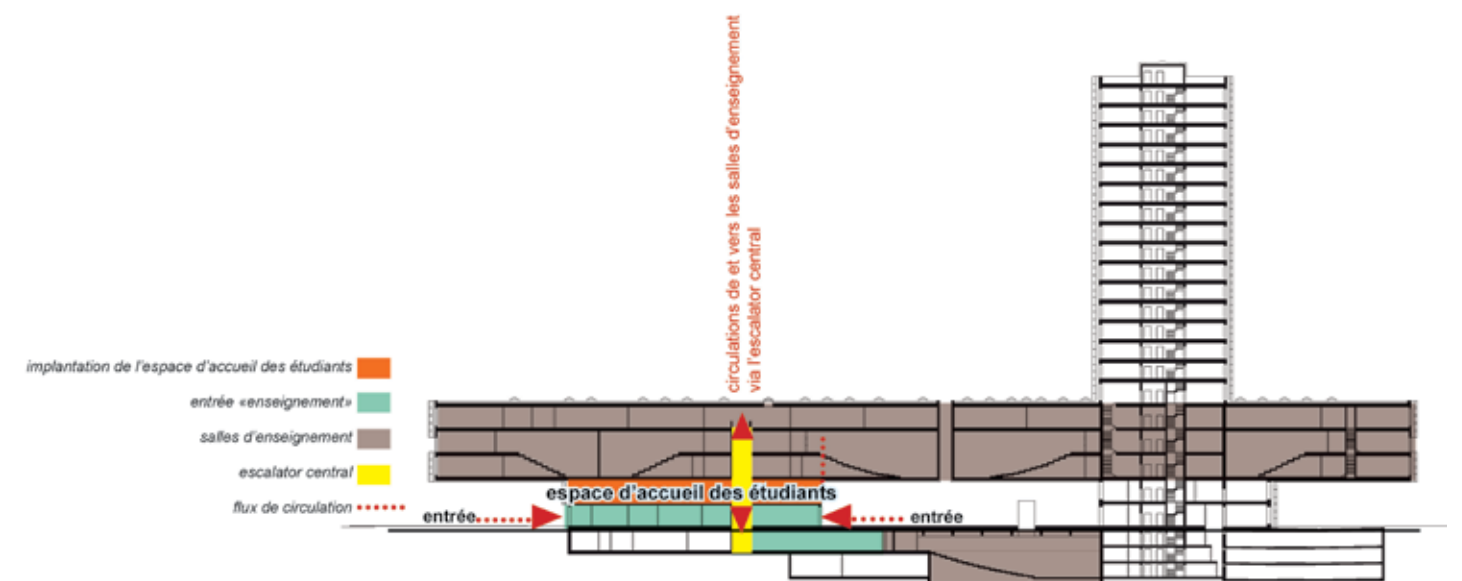 circulations de et vers les salles d'enseignement
via l'escalator central
implantation de l'espace d'accueil des étudiants
entrée «enseignement»
salles d'enseignement
escalator central
flux de circulation
espace d'accueil des étudiants
entrée
entrée